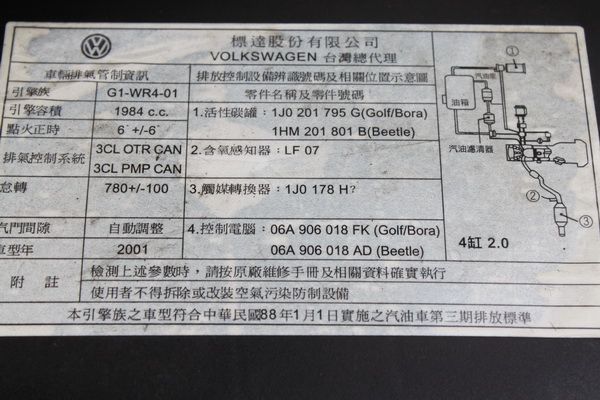 標達股份有限公司
VOLKSWAGEN 台灣總代理
車輛排氣管制資訊 排放控制設備辨識號碼及相關位置示意圖
引擎族 G1-WR4-01 零件名稱及零件號碼
引擎容積 1984 c.c. 1.活性碳罐：1J0 201 795 G(Golf/Bora)
點火正時 6°+/-6° 1HM 201 801 B(Beetle)
排氣控制系統 3CL OTR CAN 2.含氧感知器：LF 07
3CL PMP CAN
怠轉 780+/-100 3.觸媒轉換器：1J0 178 H?
汽門間隙 自動調整 4.控制電腦：06A 906 018 FK (Golf/Bora)
車型年 2001 06A 906 018 AD (Beetle)
附 註 檢測上述參數時，請按原廠維修手冊及相關資料確實執行
使用者不得拆除或改裝空氣污染防制設備
本引擎族之車型符合中華民國88年1月1日實施之汽油車第三期排放標準
①
汽油泵
油箱
汽油濾清器
②
③
4缸 2.0